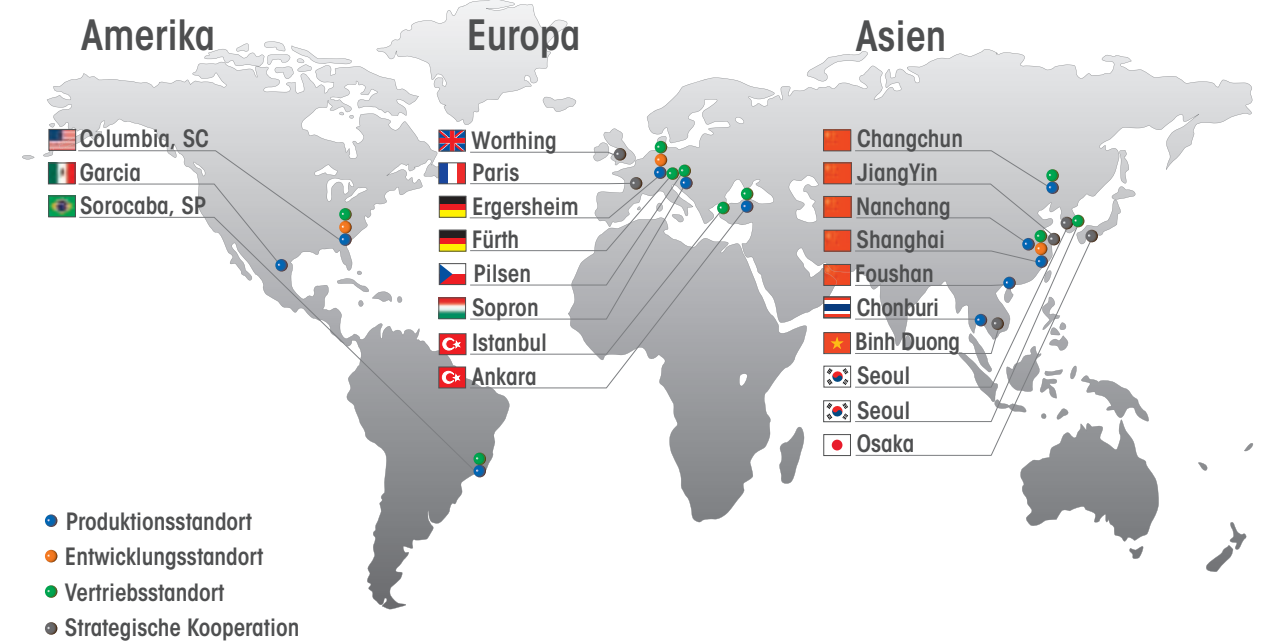 Amerika
Columbia, SC
Garcia
Sorocaba, SP
Europa
Worthing
Paris
Ergersheim
Fürth
Pilsen
Sopron
Istanbul
Ankara
Asien
Changchun
JiangYin
Nanchang
Shanghai
Foushan
Chonburi
Binh Duong
Seoul
Seoul
Osaka
Produktionsstandort
Entwicklungsstandort
Vertriebsstandort
Strategische Kooperation